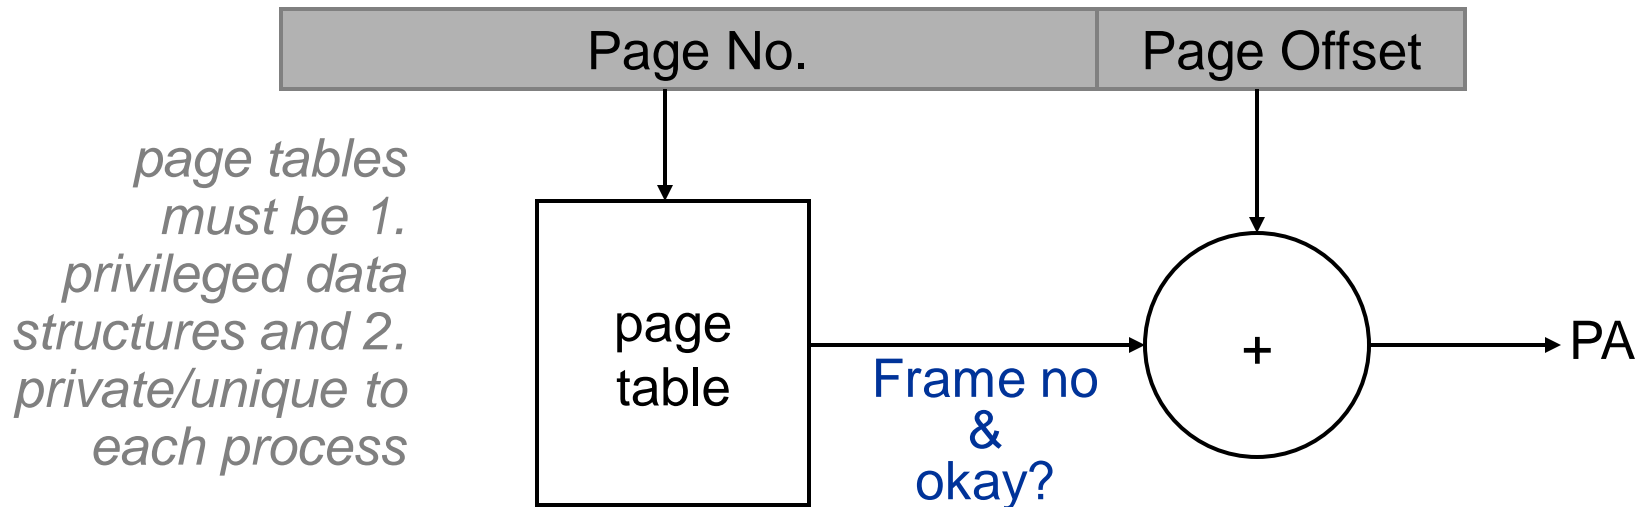 Page No.
Page Offset
page tables
must be 1.
privileged data
structures and 2.
private/unique to
each process
page
table
Frame no
&
okay?
+
PA